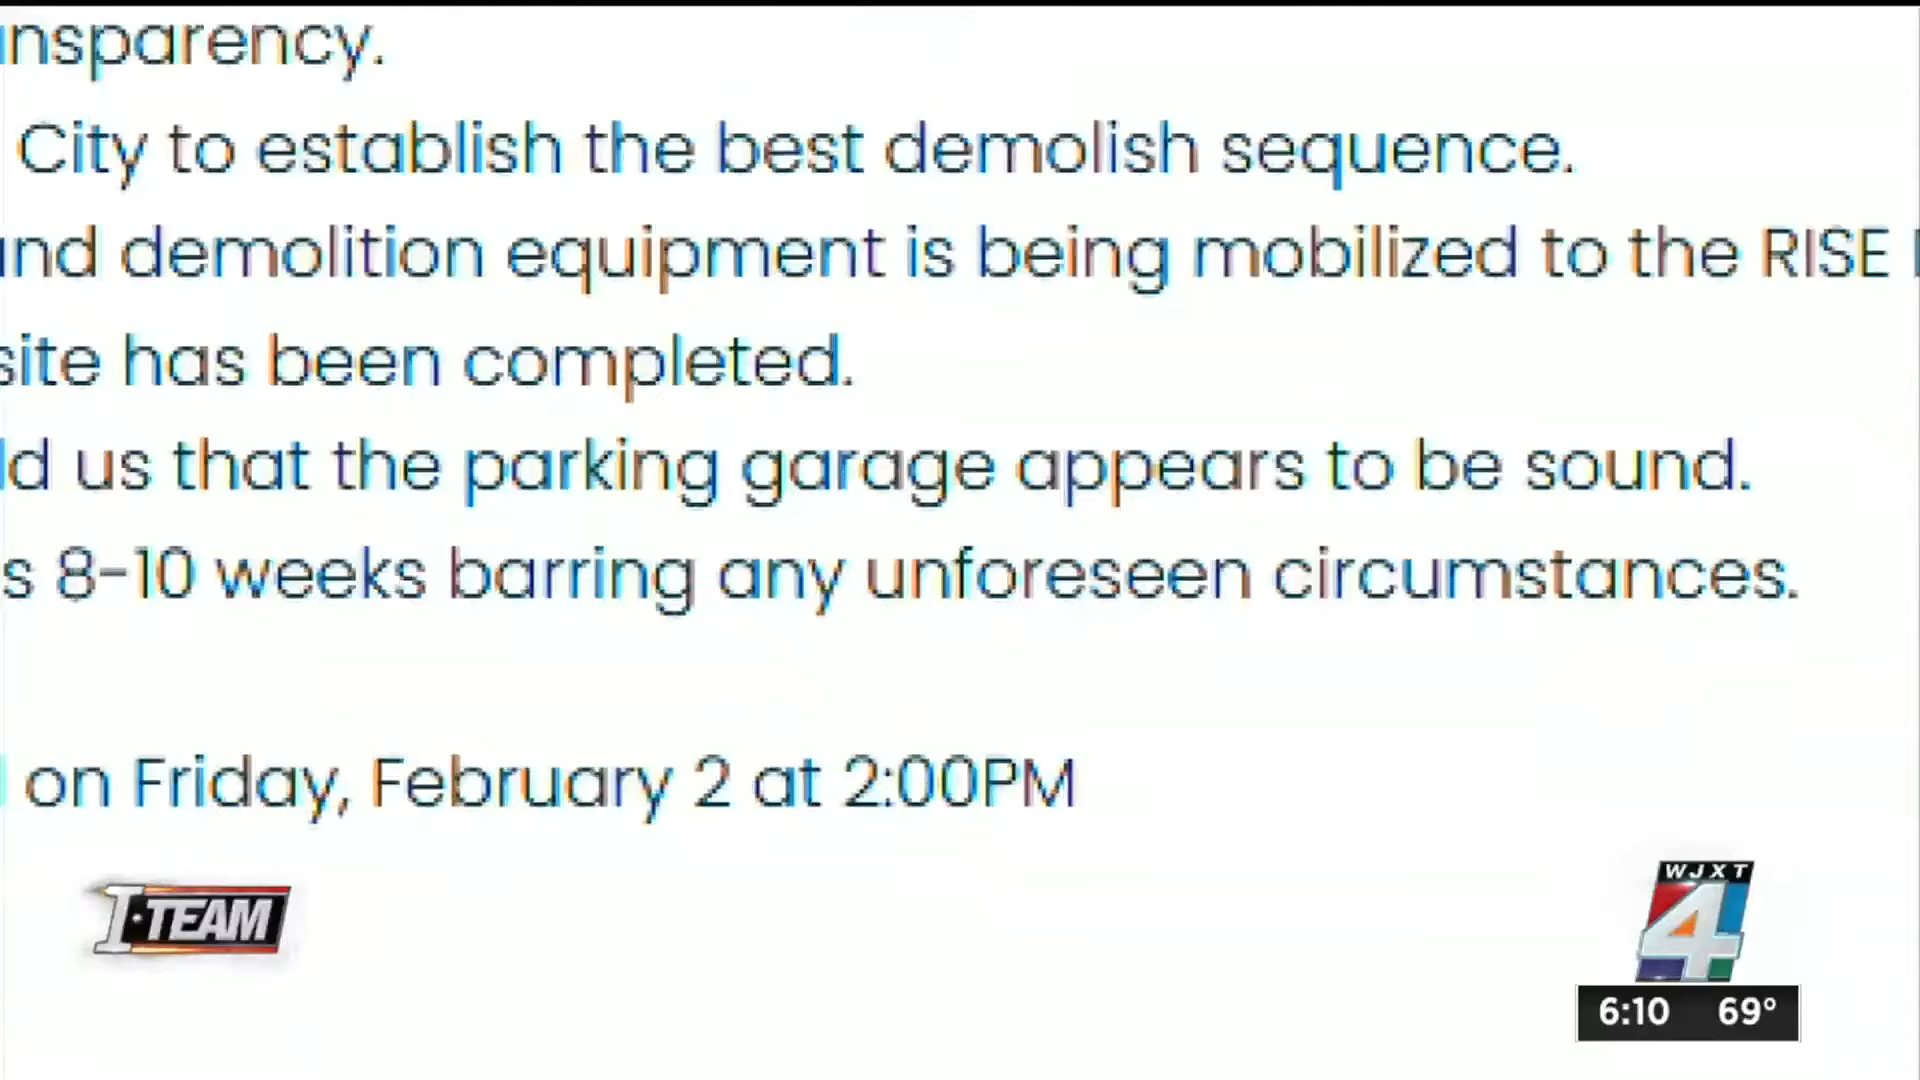 nsparency.
City to establish the best demolish sequence.
nd demolition equipment is being mobilized to the RISE
site has been completed.
ld us that the parking garage appears to be sound.
s 8-10 weeks barring any unforeseen circumstances.
on Friday, February 2 at 2:00PM
I-TEAM
WJXT
4
6:10 69°